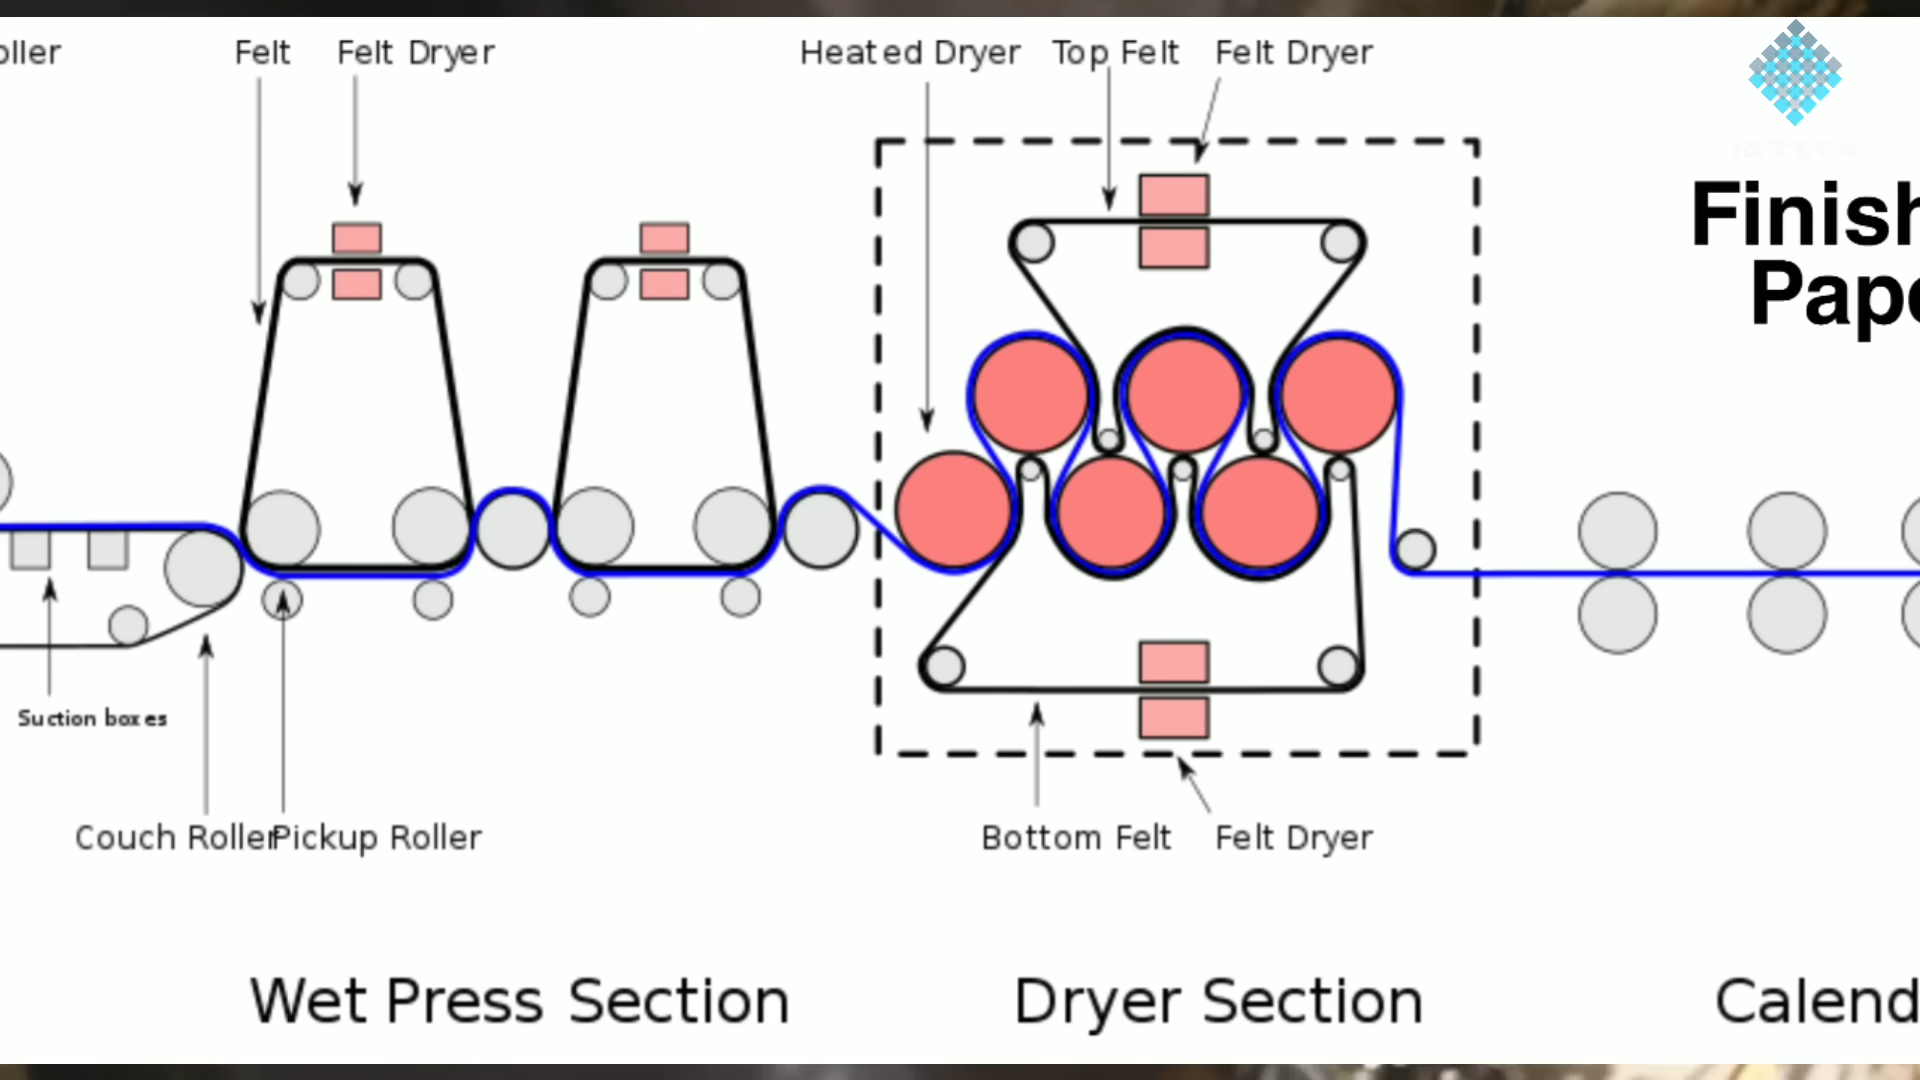 oller
Felt
Felt Dryer
Heated Dryer
Top Felt
Felt Dryer
Finish
Pape
Suction boxes
Couch Roller
Pickup Roller
Bottom Felt
Felt Dryer
Wet Press Section
Dryer Section
Calend